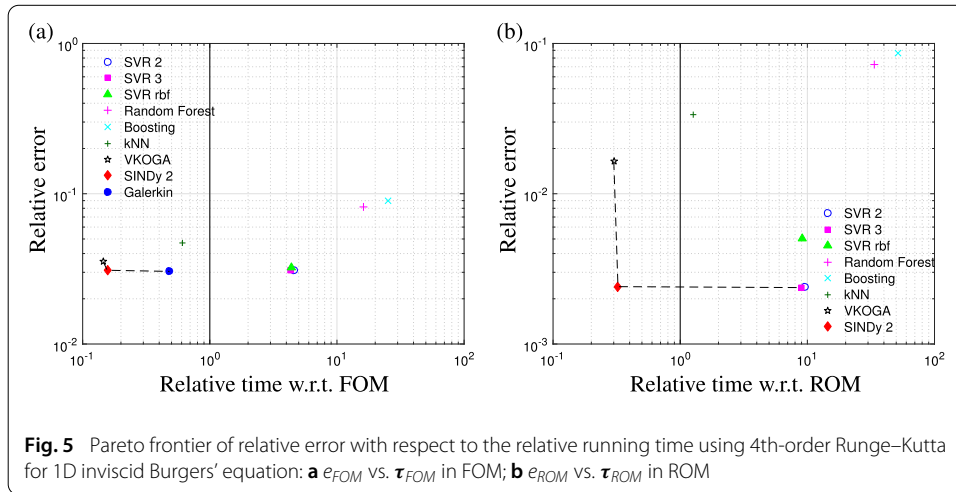 (a)
10^0
10^-1
10^-2
Relative error
SVR 2
SVR 3
SVR rbf
Random Forest
Boosting
kNN
VKOGA
SINDy 2
Galerkin
10^-1 10^0 10^1 10^2
Relative time w.r.t. FOM
(b)
10^-1
10^-2
10^-3
Relative error
SVR 2
SVR 3
SVR rbf
Random Forest
Boosting
kNN
VKOGA
SINDy 2
10^-1 10^0 10^1 10^2
Relative time w.r.t. ROM
Fig. 5 Pareto frontier of relative error with respect to the relative running time using 4th-order Runge–Kutta
for 1D inviscid Burgers' equation: a e_FOM vs. τ_FOM in FOM; b e_ROM vs. τ_ROM in ROM